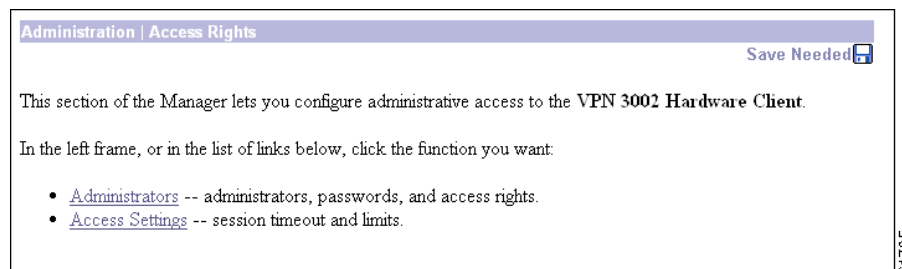 Administration | Access Rights
Save Needed
This section of the Manager lets you configure administrative access to the VPN 3002 Hardware Client.
In the left frame, or in the list of links below, click the function you want:
• Administrators -- administrators, passwords, and access rights.
• Access Settings -- session timeout and limits.